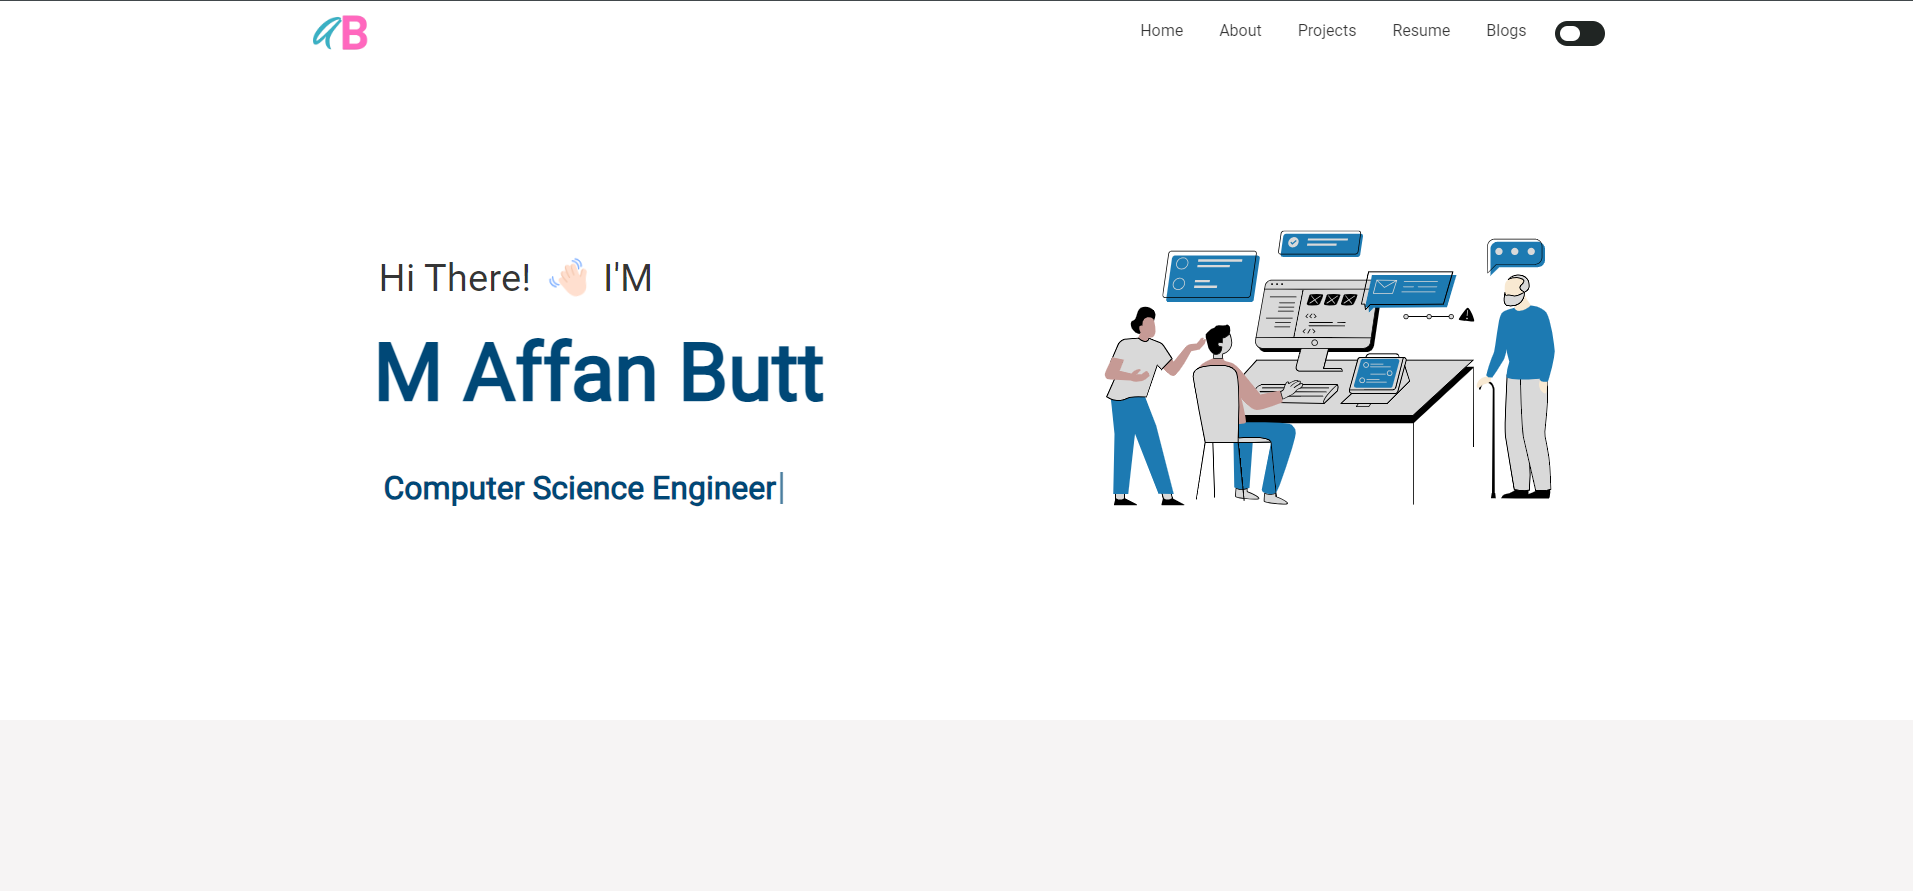 aB
Home About Projects Resume Blogs
Hi There! 👋🏻 I'M
M Affan Butt
Computer Science Engineer